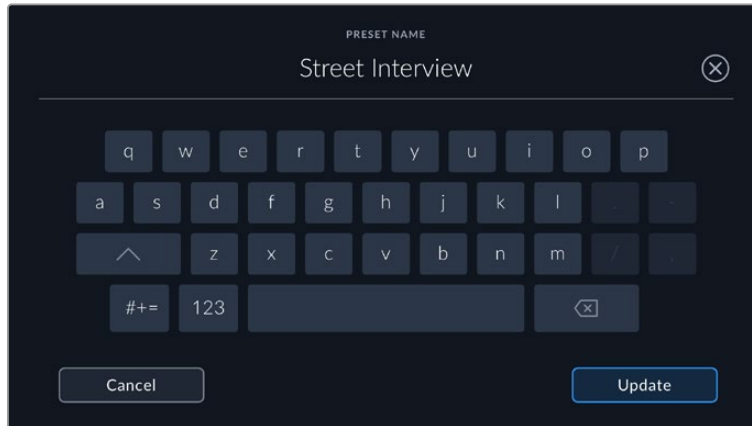 PRESET NAME
Street Interview
q w e r t y u i o p
a s d f g h j k l . -
z x c v b n m / ,
#+= 123
Cancel Update